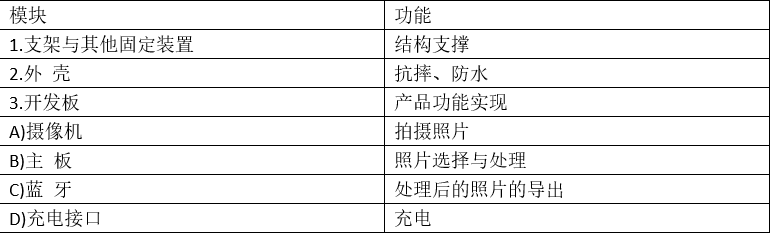 模块 功能
1.支架与其他固定装置 结构支撑
2.外 壳 抗摔、防水
3.开发板 产品功能实现
A)摄像机 拍摄照片
B)主 板 照片选择与处理
C)蓝 牙 处理后的照片的导出
D)充电接口 充电